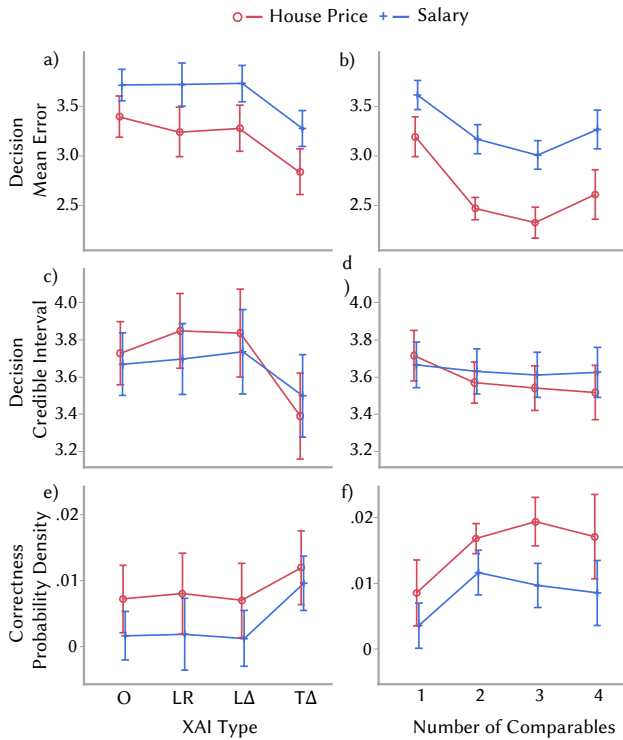 House Price Salary
a) b)
Decision
Mean Error
3.5
3.0
2.5
3.5
3.0
2.5
c) d
)
Decision
Credible Interval
4.0
3.8
3.6
3.4
3.2
4.0
3.8
3.6
3.4
3.2
e) f)
Correctness
Probability Density
.02
.010
0
.02
.010
0
O LR LΔ TΔ
XAI Type
1 2 3 4
Number of Comparables